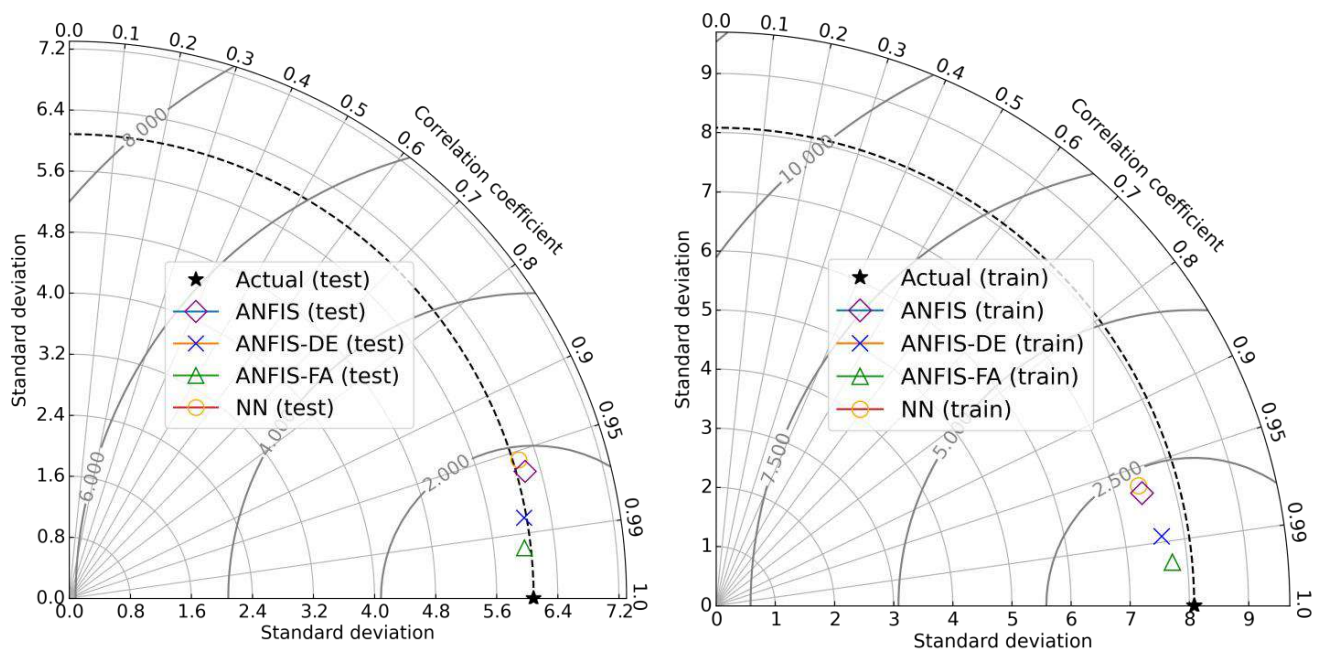 0.0
0.1
0.2
0.3
0.4
0.5
0.6
0.7
0.8
0.9
0.95
0.99
1.0
Correlation coefficient
7.2
6.4
5.6
4.8
4.0
3.2
2.4
1.6
0.8
0.0
Standard deviation
8.000
6.000
2.000
Actual (test)
ANFIS (test)
ANFIS-DE (test)
ANFIS-FA (test)
NN (test)
0.0 0.8 1.6 2.4 3.2 4.0 4.8 5.6 6.4 7.2
Standard deviation
0.0
0.1
0.2
0.3
0.4
0.5
0.6
0.7
0.8
0.9
0.95
0.99
1.0
Correlation coefficient
9
8
7
6
5
4
3
2
1
0
Standard deviation
10.000
7.500
2.500
Actual (train)
ANFIS (train)
ANFIS-DE (train)
ANFIS-FA (train)
NN (train)
0 1 2 3 4 5 6 7 8 9
Standard deviation